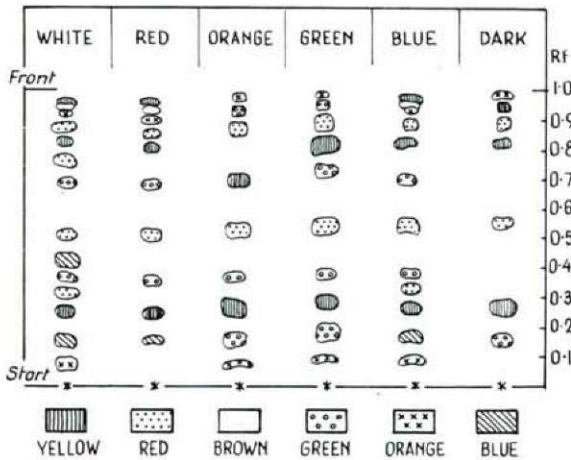 WHITE RED ORANGE GREEN BLUE DARK
RF
Front
1.0
0.9
0.8
0.7
0.6
0.5
0.4
0.3
0.2
0.1
Start
YELLOW RED BROWN GREEN ORANGE BLUE